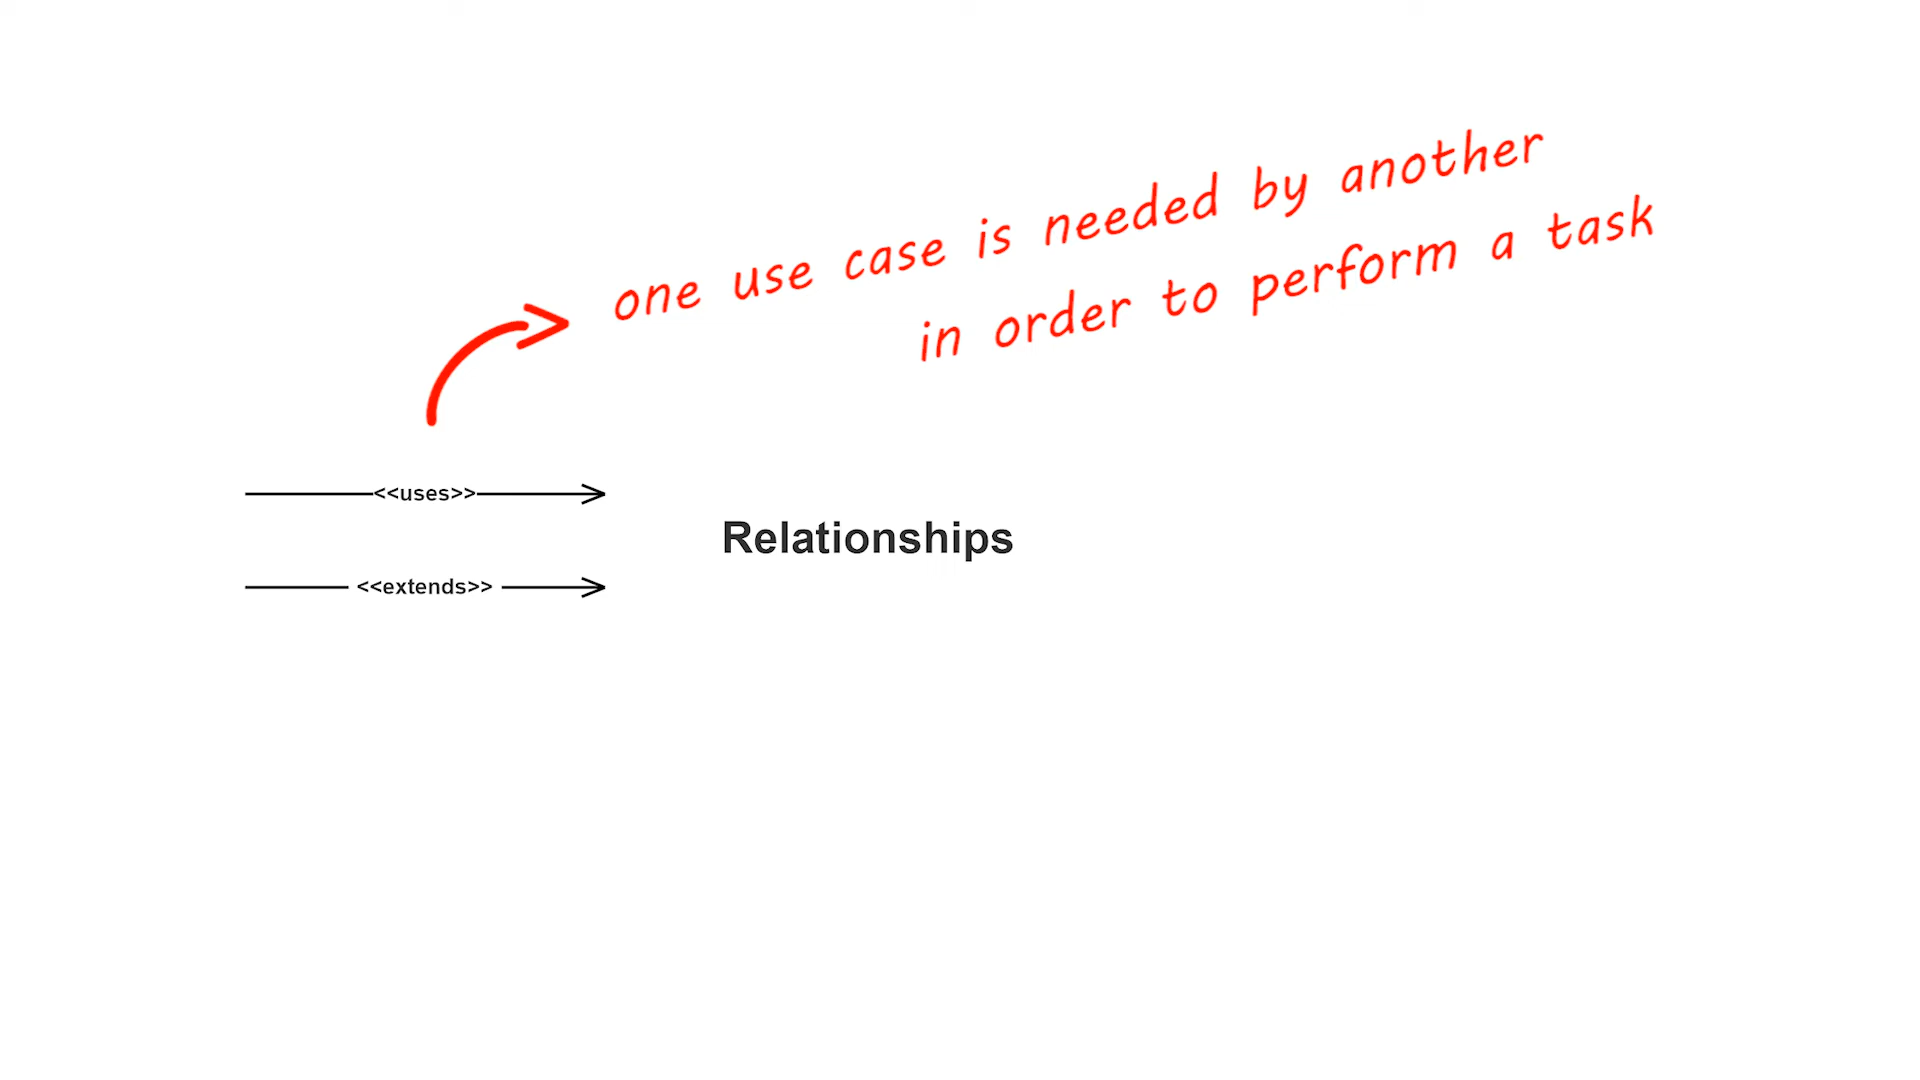 one use case is needed by another
in order to perform a task
<<uses>>
Relationships
<<extends>>